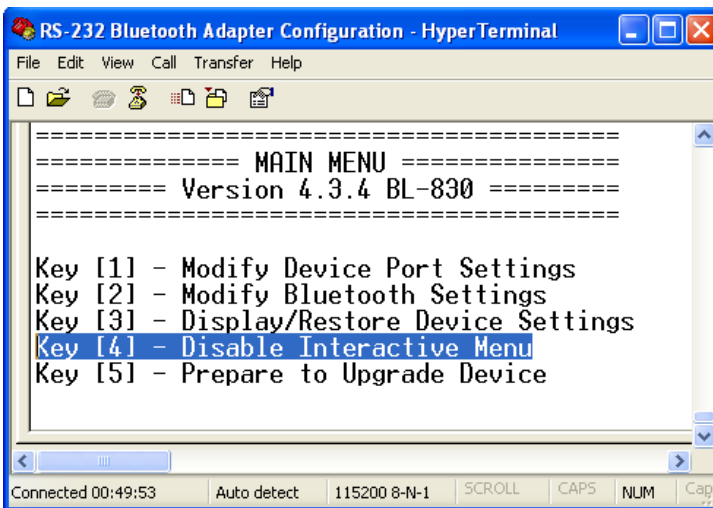 RS-232 Bluetooth Adapter Configuration - HyperTerminal
File Edit View Call Transfer Help
========================================
============== MAIN MENU ===============
========= Version 4.3.4 BL-830 =========
========================================
Key [1] - Modify Device Port Settings
Key [2] - Modify Bluetooth Settings
Key [3] - Display/Restore Device Settings
Key [4] - Disable Interactive Menu
Key [5] - Prepare to Upgrade Device
Connected 00:49:53 Auto detect 115200 8-N-1 SCROLL CAPS NUM Cap